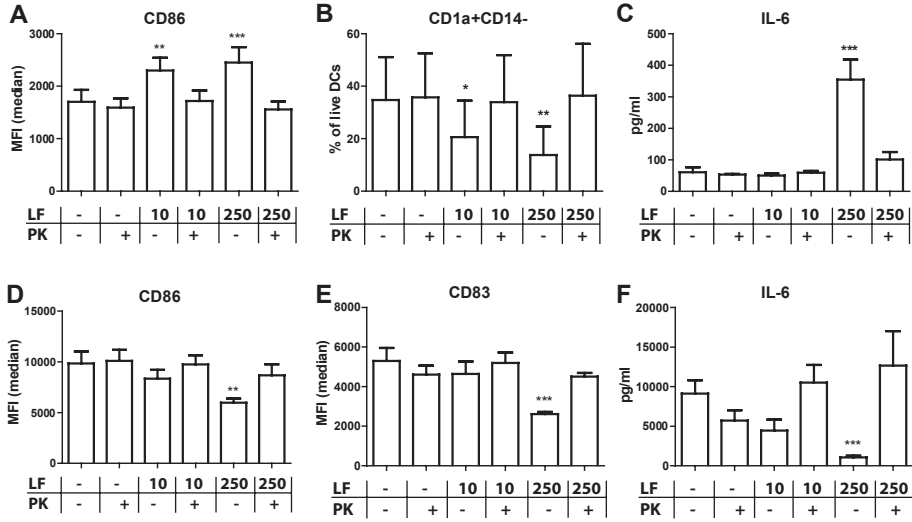 A
CD86
MFI (median)
3000
2000
1000
0
**
***
LF - - 10 10 250 250
PK - + - + - +
B
CD1a+CD14-
% of live DCs
60
40
20
0
*
**
LF - - 10 10 250 250
PK - + - + - +
C
IL-6
pg/ml
500
400
300
200
100
0
***
LF - - 10 10 250 250
PK - + - + - +
D
CD86
MFI (median)
15000
10000
5000
0
**
LF - - 10 10 250 250
PK - + - + - +
E
CD83
MFI (median)
8000
6000
4000
2000
0
***
LF - - 10 10 250 250
PK - + - + - +
F
IL-6
pg/ml
20000
15000
10000
5000
0
***
LF - - 10 10 250 250
PK - + - + - +